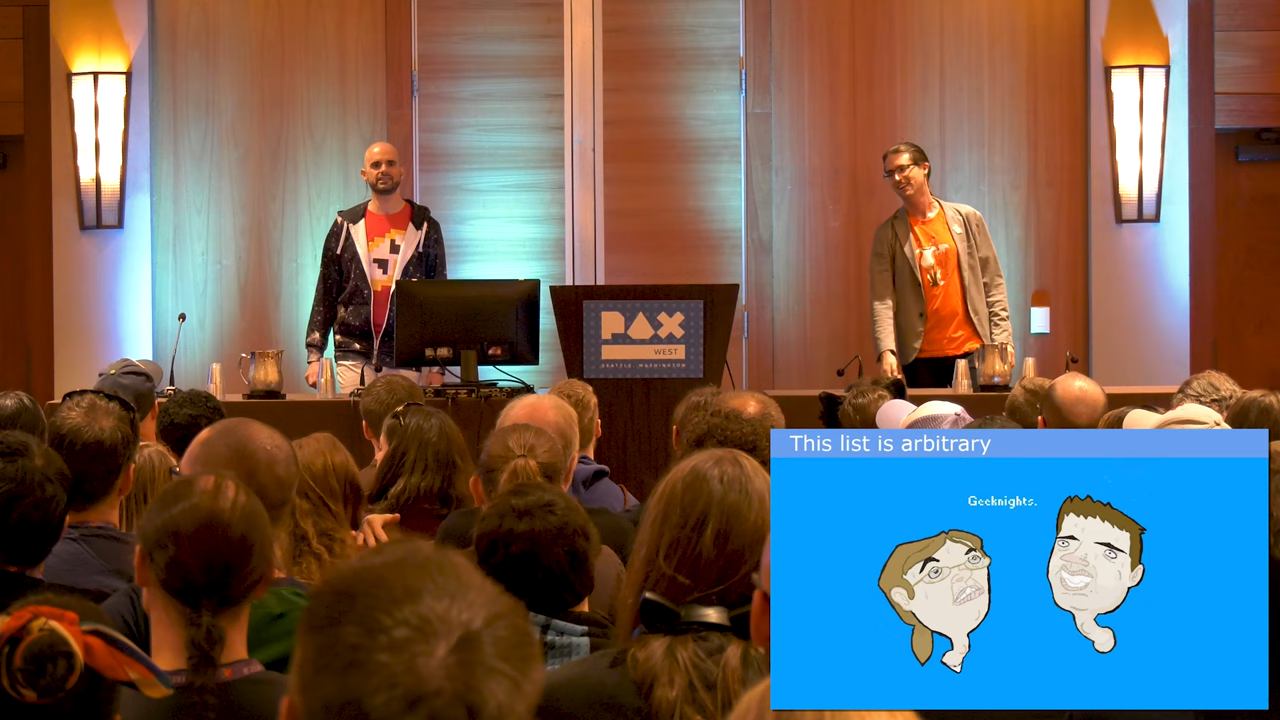 PAX
WEST
SEATTLE, WASHINGTON
This list is arbitrary
Geeknights.